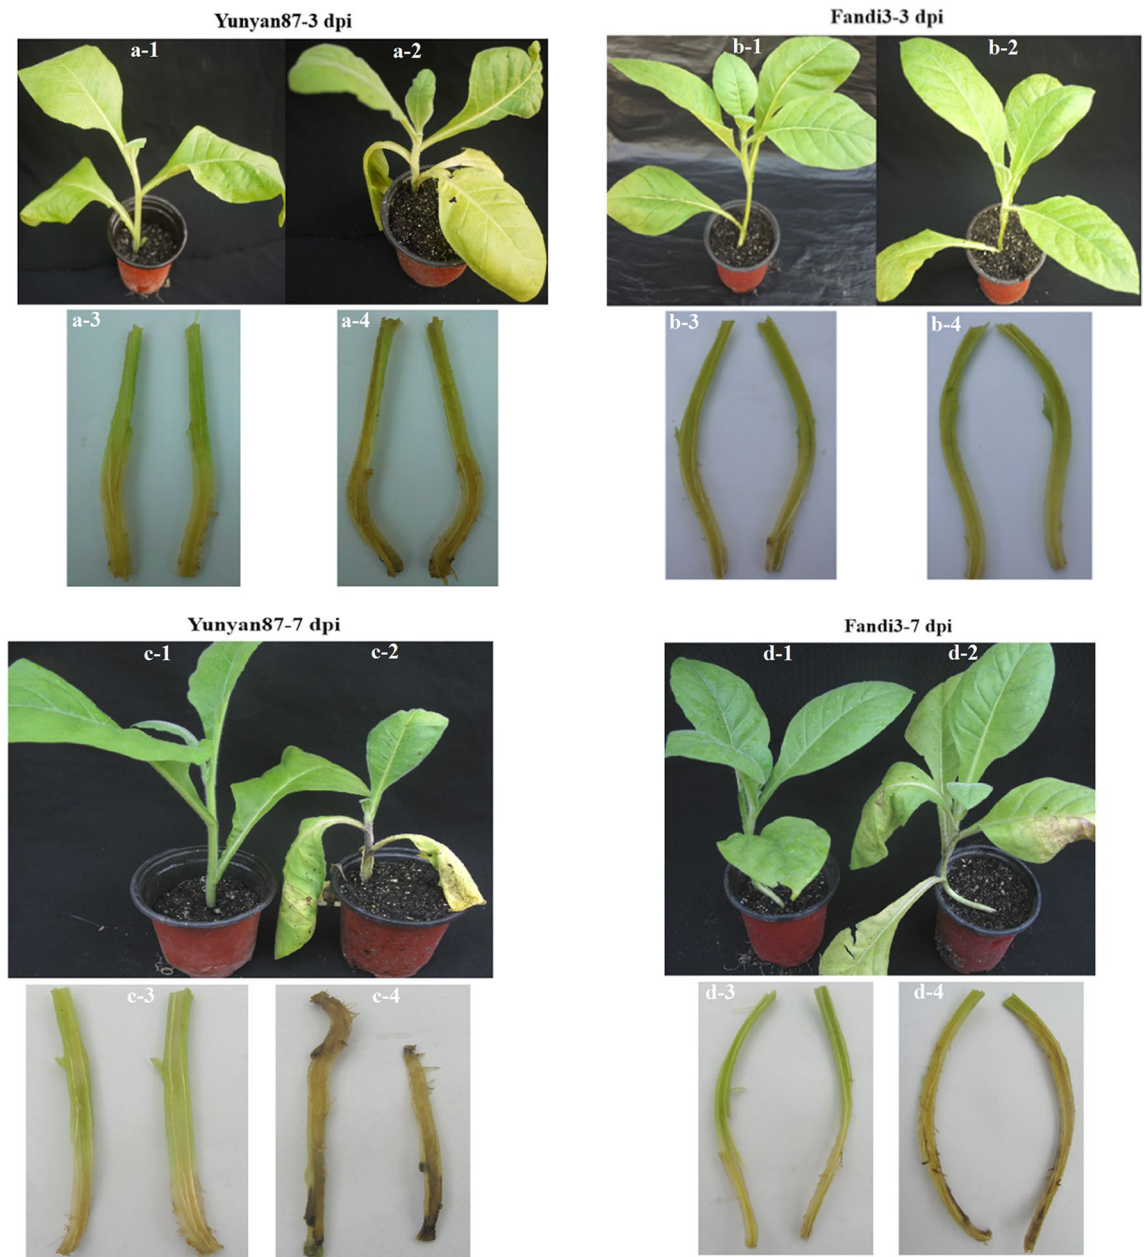 Yunyan87-3 dpi
Fandi3-3 dpi
a-1
a-2
b-1
b-2
a-3
a-4
b-3
b-4
Yunyan87-7 dpi
Fandi3-7 dpi
c-1
c-2
d-1
d-2
c-3
c-4
d-3
d-4